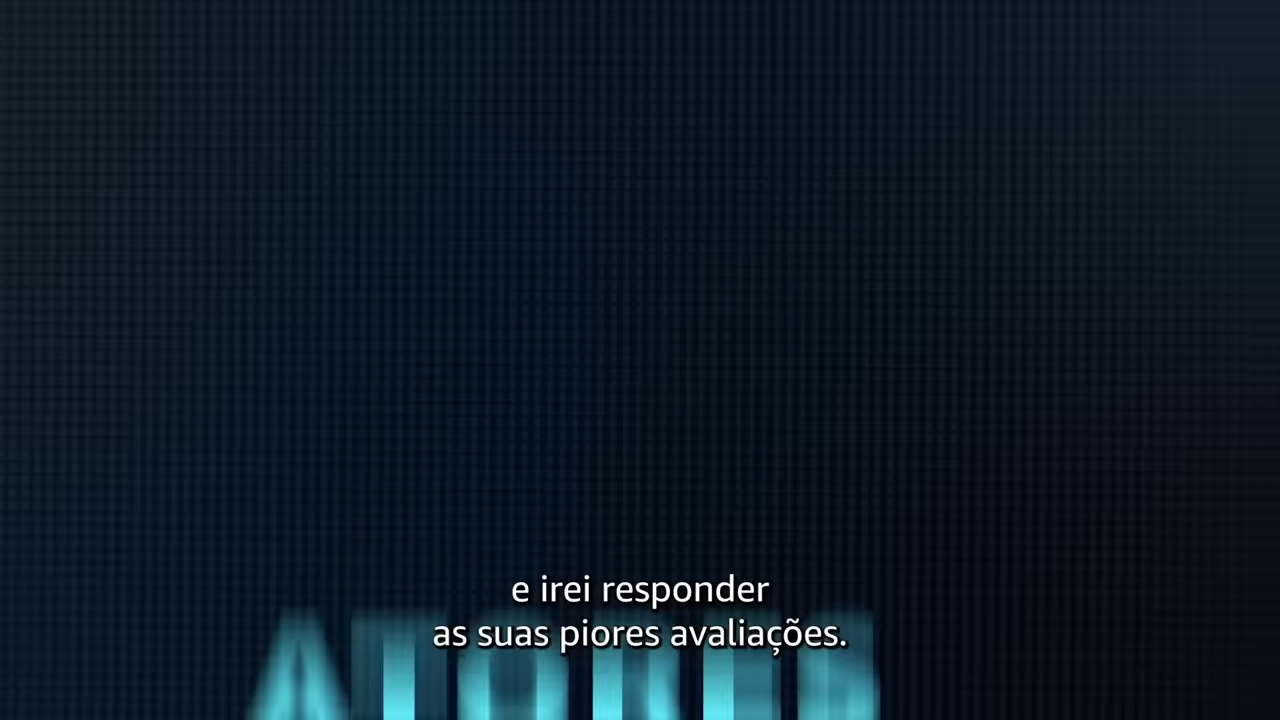 e irei responder
as suas piores avaliações.